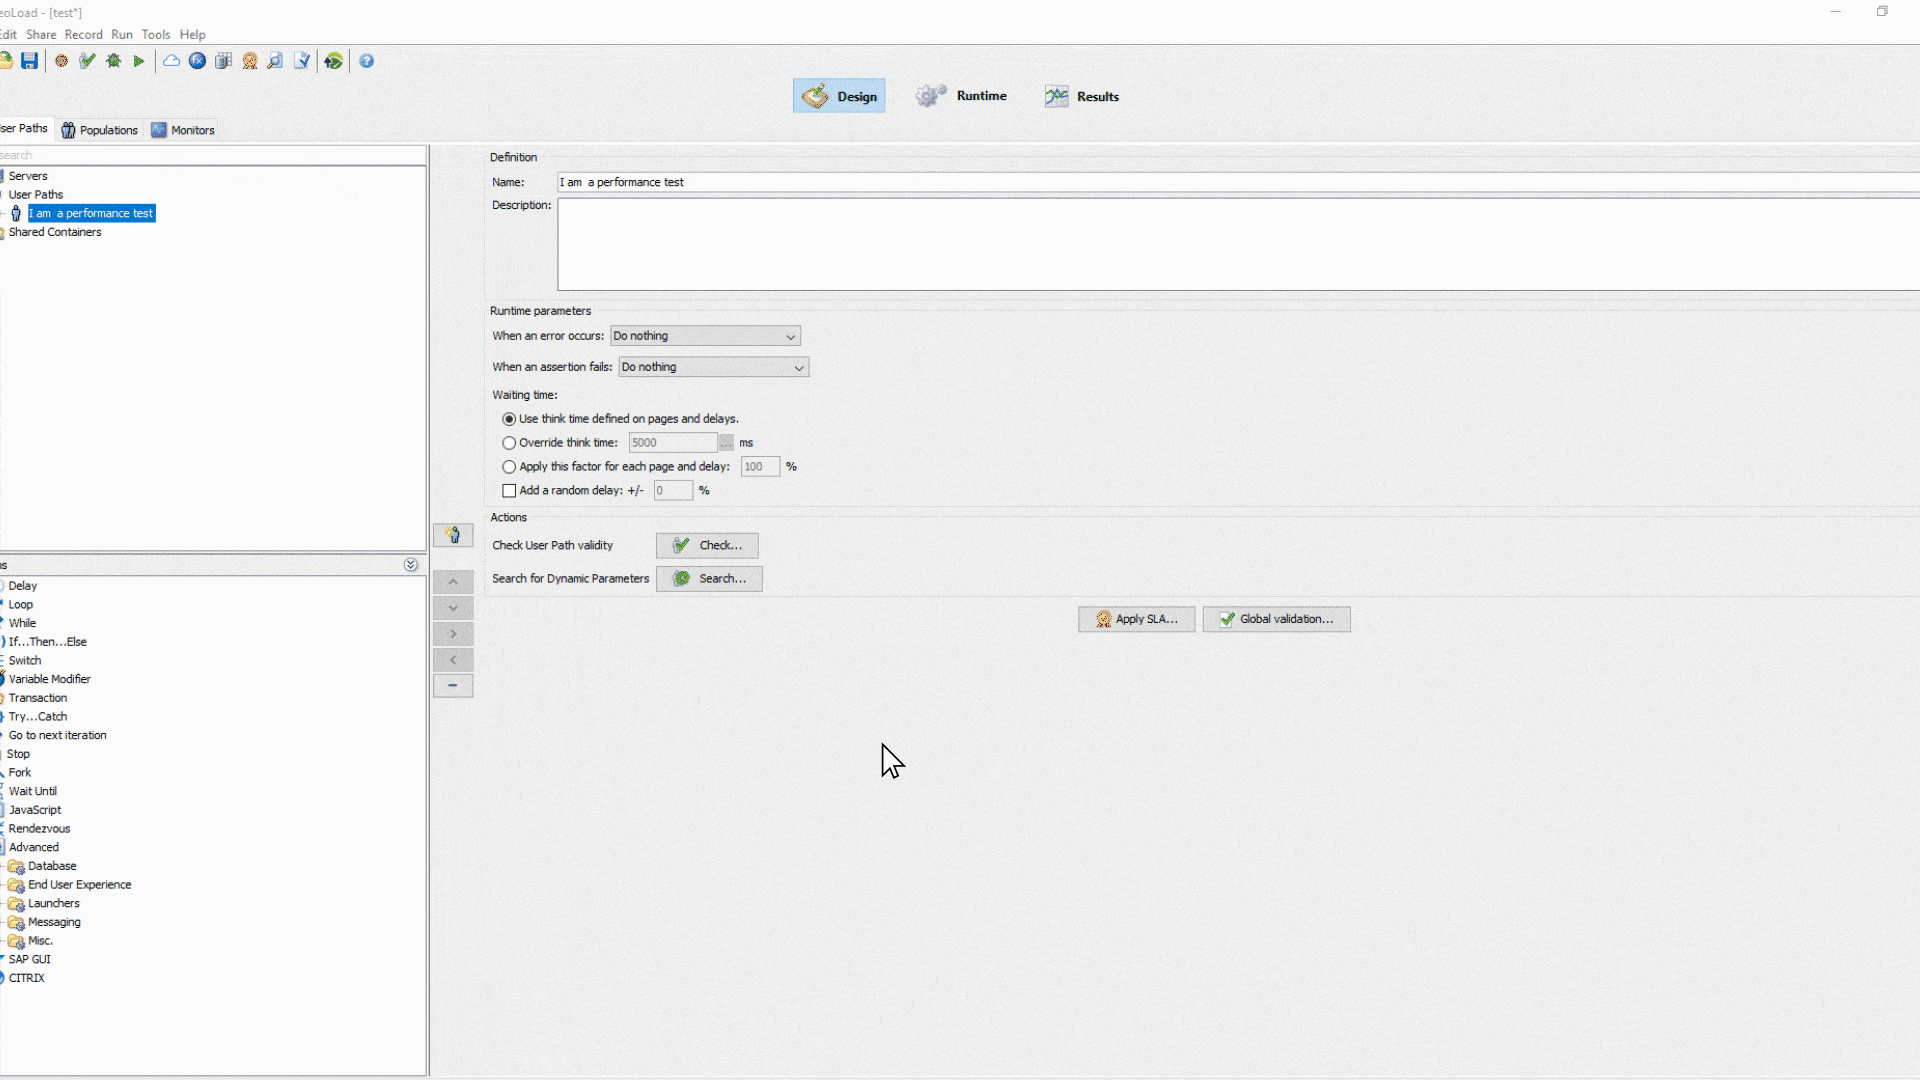 eoLoad - [test*]
Edit Share Record Run Tools Help
Design Runtime Results
User Paths Populations Monitors
search
Servers
User Paths
I am  a performance test
Shared Containers
Definition
Name: I am  a performance test
Description:
Runtime parameters
When an error occurs: Do nothing
When an assertion fails: Do nothing
Waiting time:
Use think time defined on pages and delays.
Override think time: 5000 ... ms
Apply this factor for each page and delay: 100 %
Add a random delay: +/- 0 %
Actions
Check User Path validity Check...
Search for Dynamic Parameters Search...
Apply SLA... Global validation...
Delay
Loop
While
If...Then...Else
Switch
Variable Modifier
Transaction
Try...Catch
Go to next iteration
Stop
Fork
Wait Until
JavaScript
Rendezvous
Advanced
Database
End User Experience
Launchers
Messaging
Misc.
SAP GUI
CITRIX